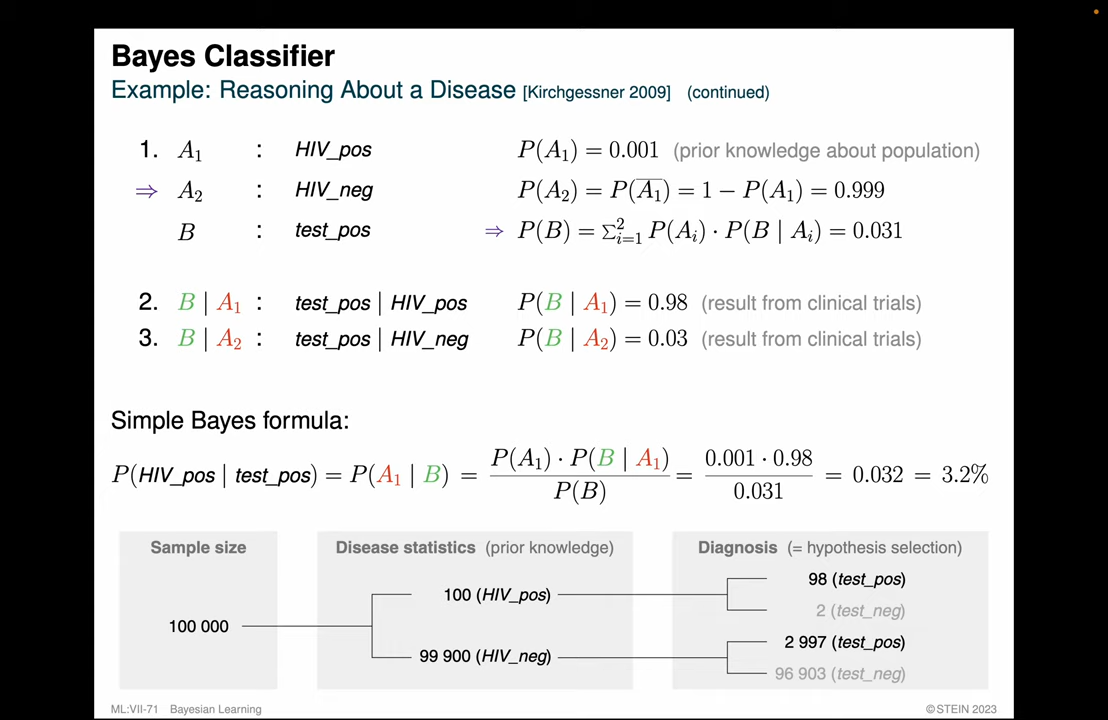 Bayes Classifier
Example: Reasoning About a Disease [Kirchgessner 2009] (continued)
1. A₁ : HIV_pos P(A₁) = 0.001 (prior knowledge about population)
⇒ A₂ : HIV_neg P(A₂) = P(A̅₁) = 1 − P(A₁) = 0.999
B : test_pos ⇒ P(B) = Σ²ᵢ₌₁ P(Aᵢ) · P(B | Aᵢ) = 0.031
2. B | A₁ : test_pos | HIV_pos P(B | A₁) = 0.98 (result from clinical trials)
3. B | A₂ : test_pos | HIV_neg P(B | A₂) = 0.03 (result from clinical trials)
Simple Bayes formula:
P(HIV_pos | test_pos) = P(A₁ | B) = P(A₁) · P(B | A₁) / P(B) = 0.001 · 0.98 / 0.031 = 0.032 = 3.2%
Sample size Disease statistics (prior knowledge) Diagnosis (= hypothesis selection)
98 (test_pos)
100 (HIV_pos)
2 (test_neg)
100 000
2 997 (test_pos)
99 900 (HIV_neg)
96 903 (test_neg)
ML:VII-71 Bayesian Learning © STEIN 2023